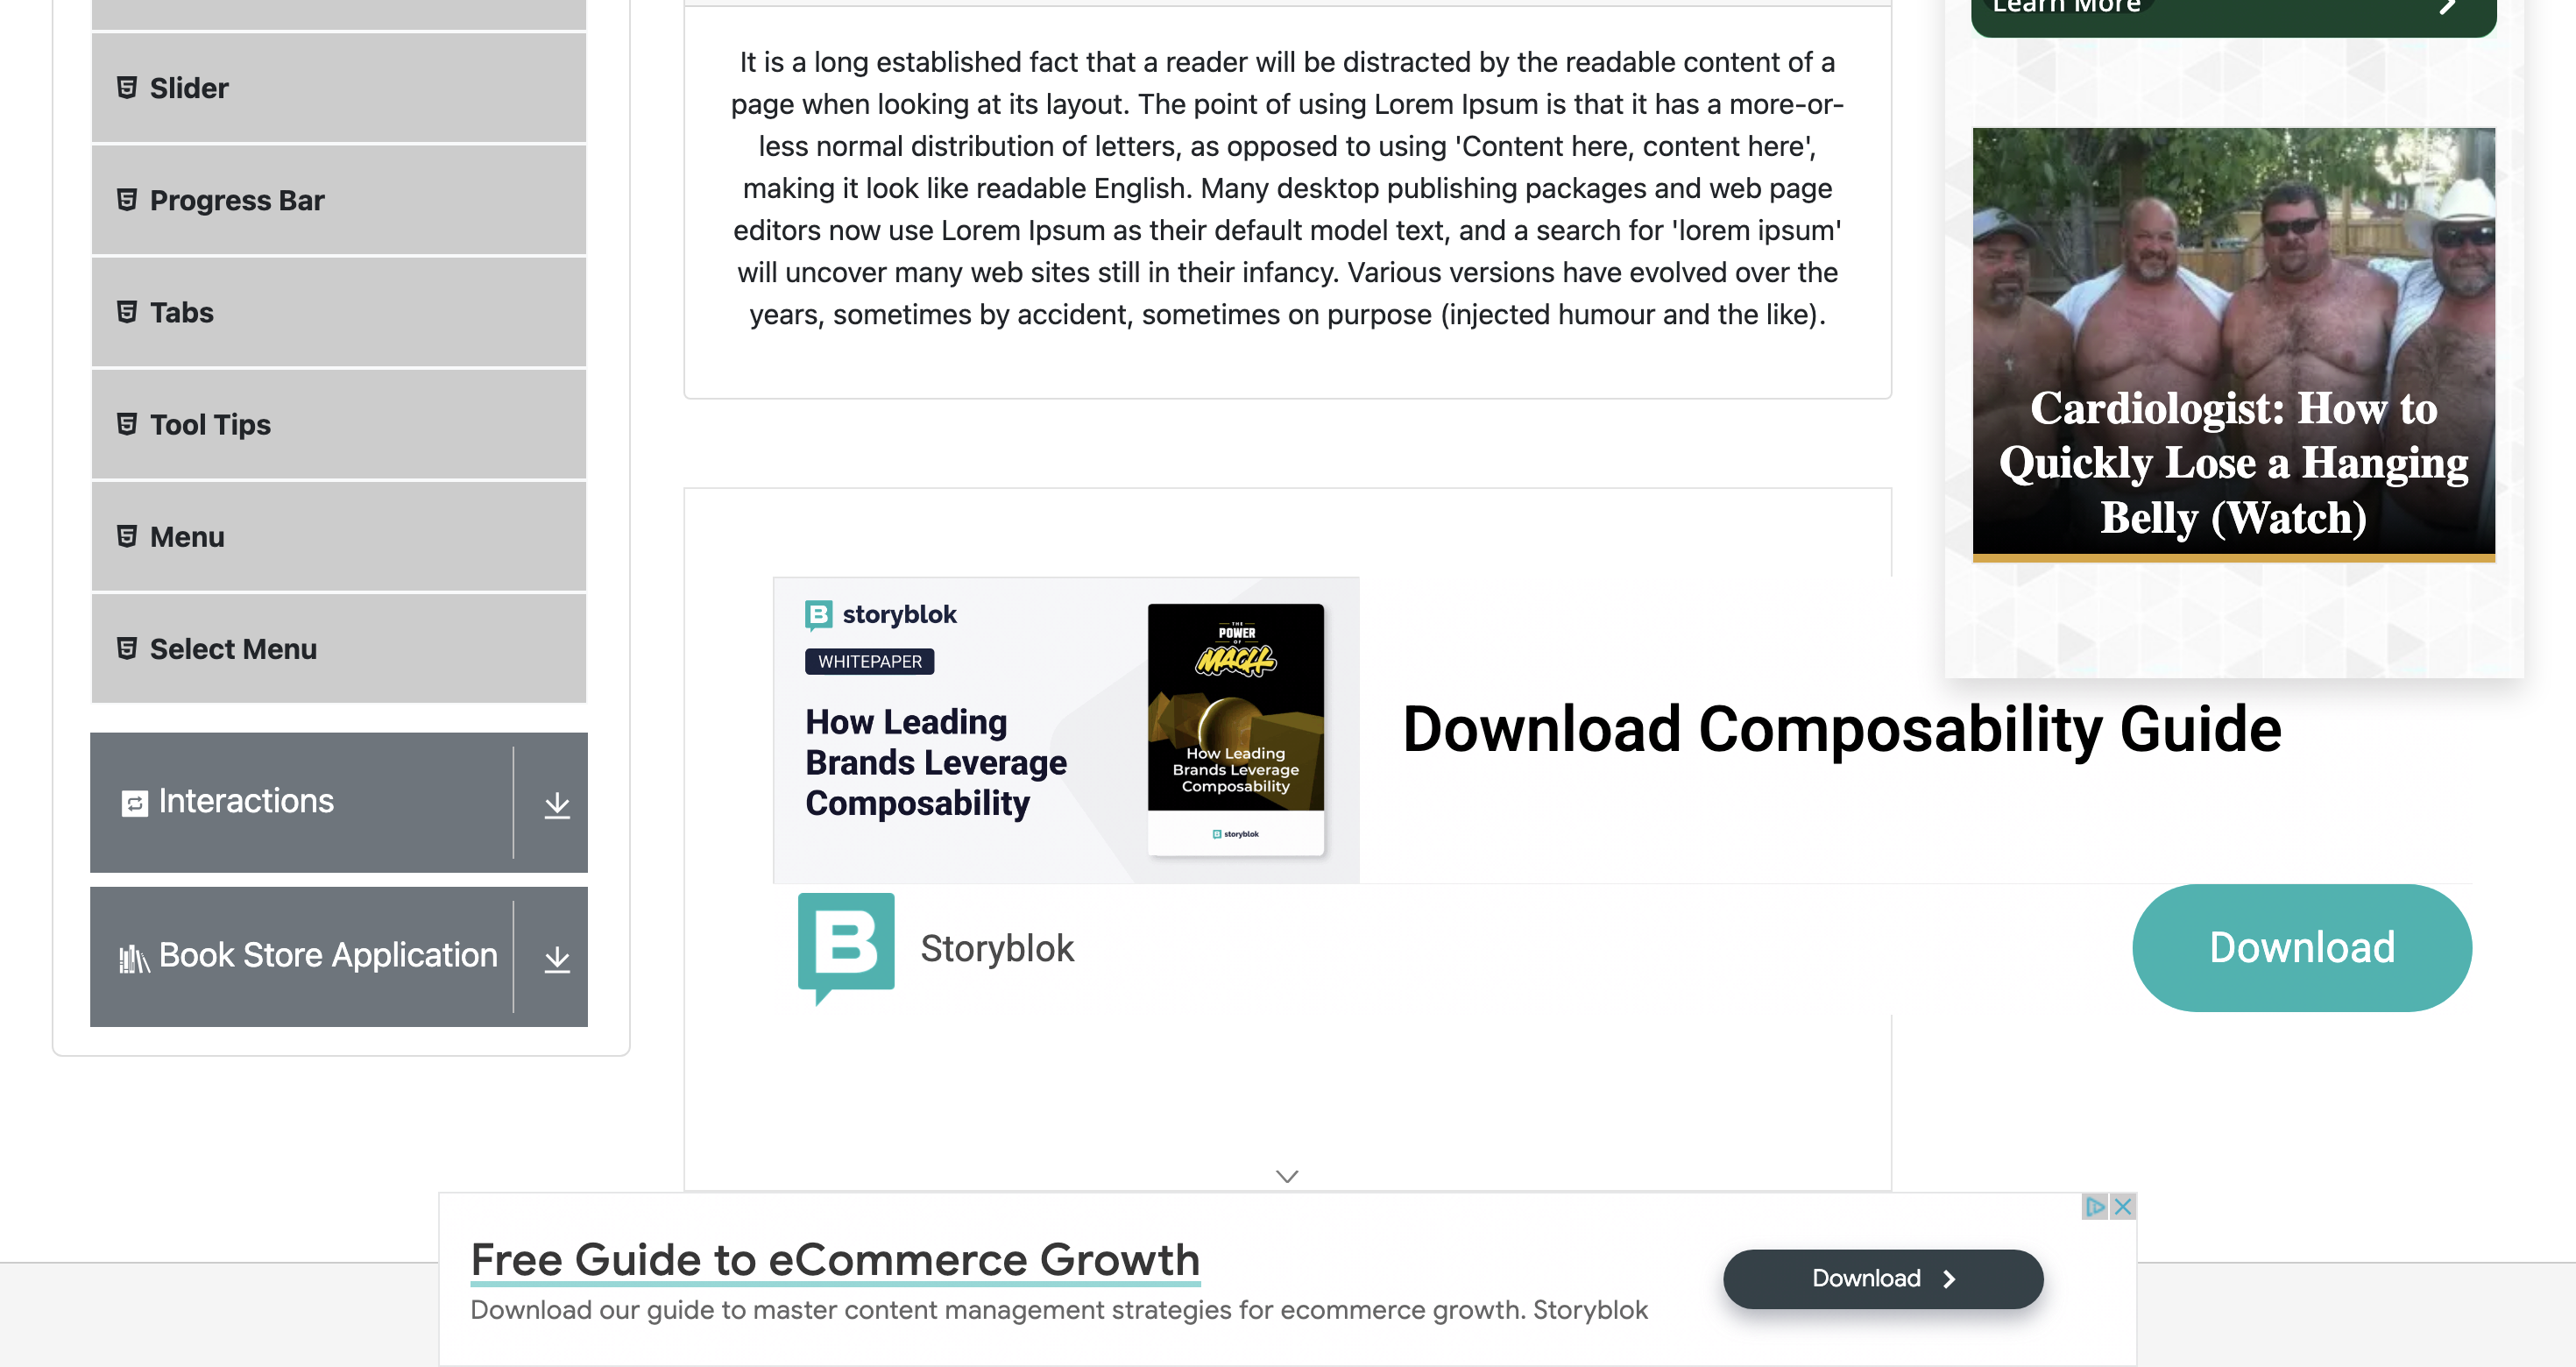 Slider
Progress Bar
Tabs
Tool Tips
Menu
Select Menu
Interactions
Book Store Application
It is a long established fact that a reader will be distracted by the readable content of a
page when looking at its layout. The point of using Lorem Ipsum is that it has a more-or-
less normal distribution of letters, as opposed to using 'Content here, content here',
making it look like readable English. Many desktop publishing packages and web page
editors now use Lorem Ipsum as their default model text, and a search for 'lorem ipsum'
will uncover many web sites still in their infancy. Various versions have evolved over the
years, sometimes by accident, sometimes on purpose (injected humour and the like).
Learn More
Cardiologist: How to
Quickly Lose a Hanging
Belly (Watch)
B storyblok
WHITEPAPER
How Leading
Brands Leverage
Composability
THE
POWER
OF
MACH
How Leading
Brands Leverage
Composability
storyblok
Download Composability Guide
B
Storyblok
Download
Free Guide to eCommerce Growth
Download our guide to master content management strategies for ecommerce growth. Storyblok
Download